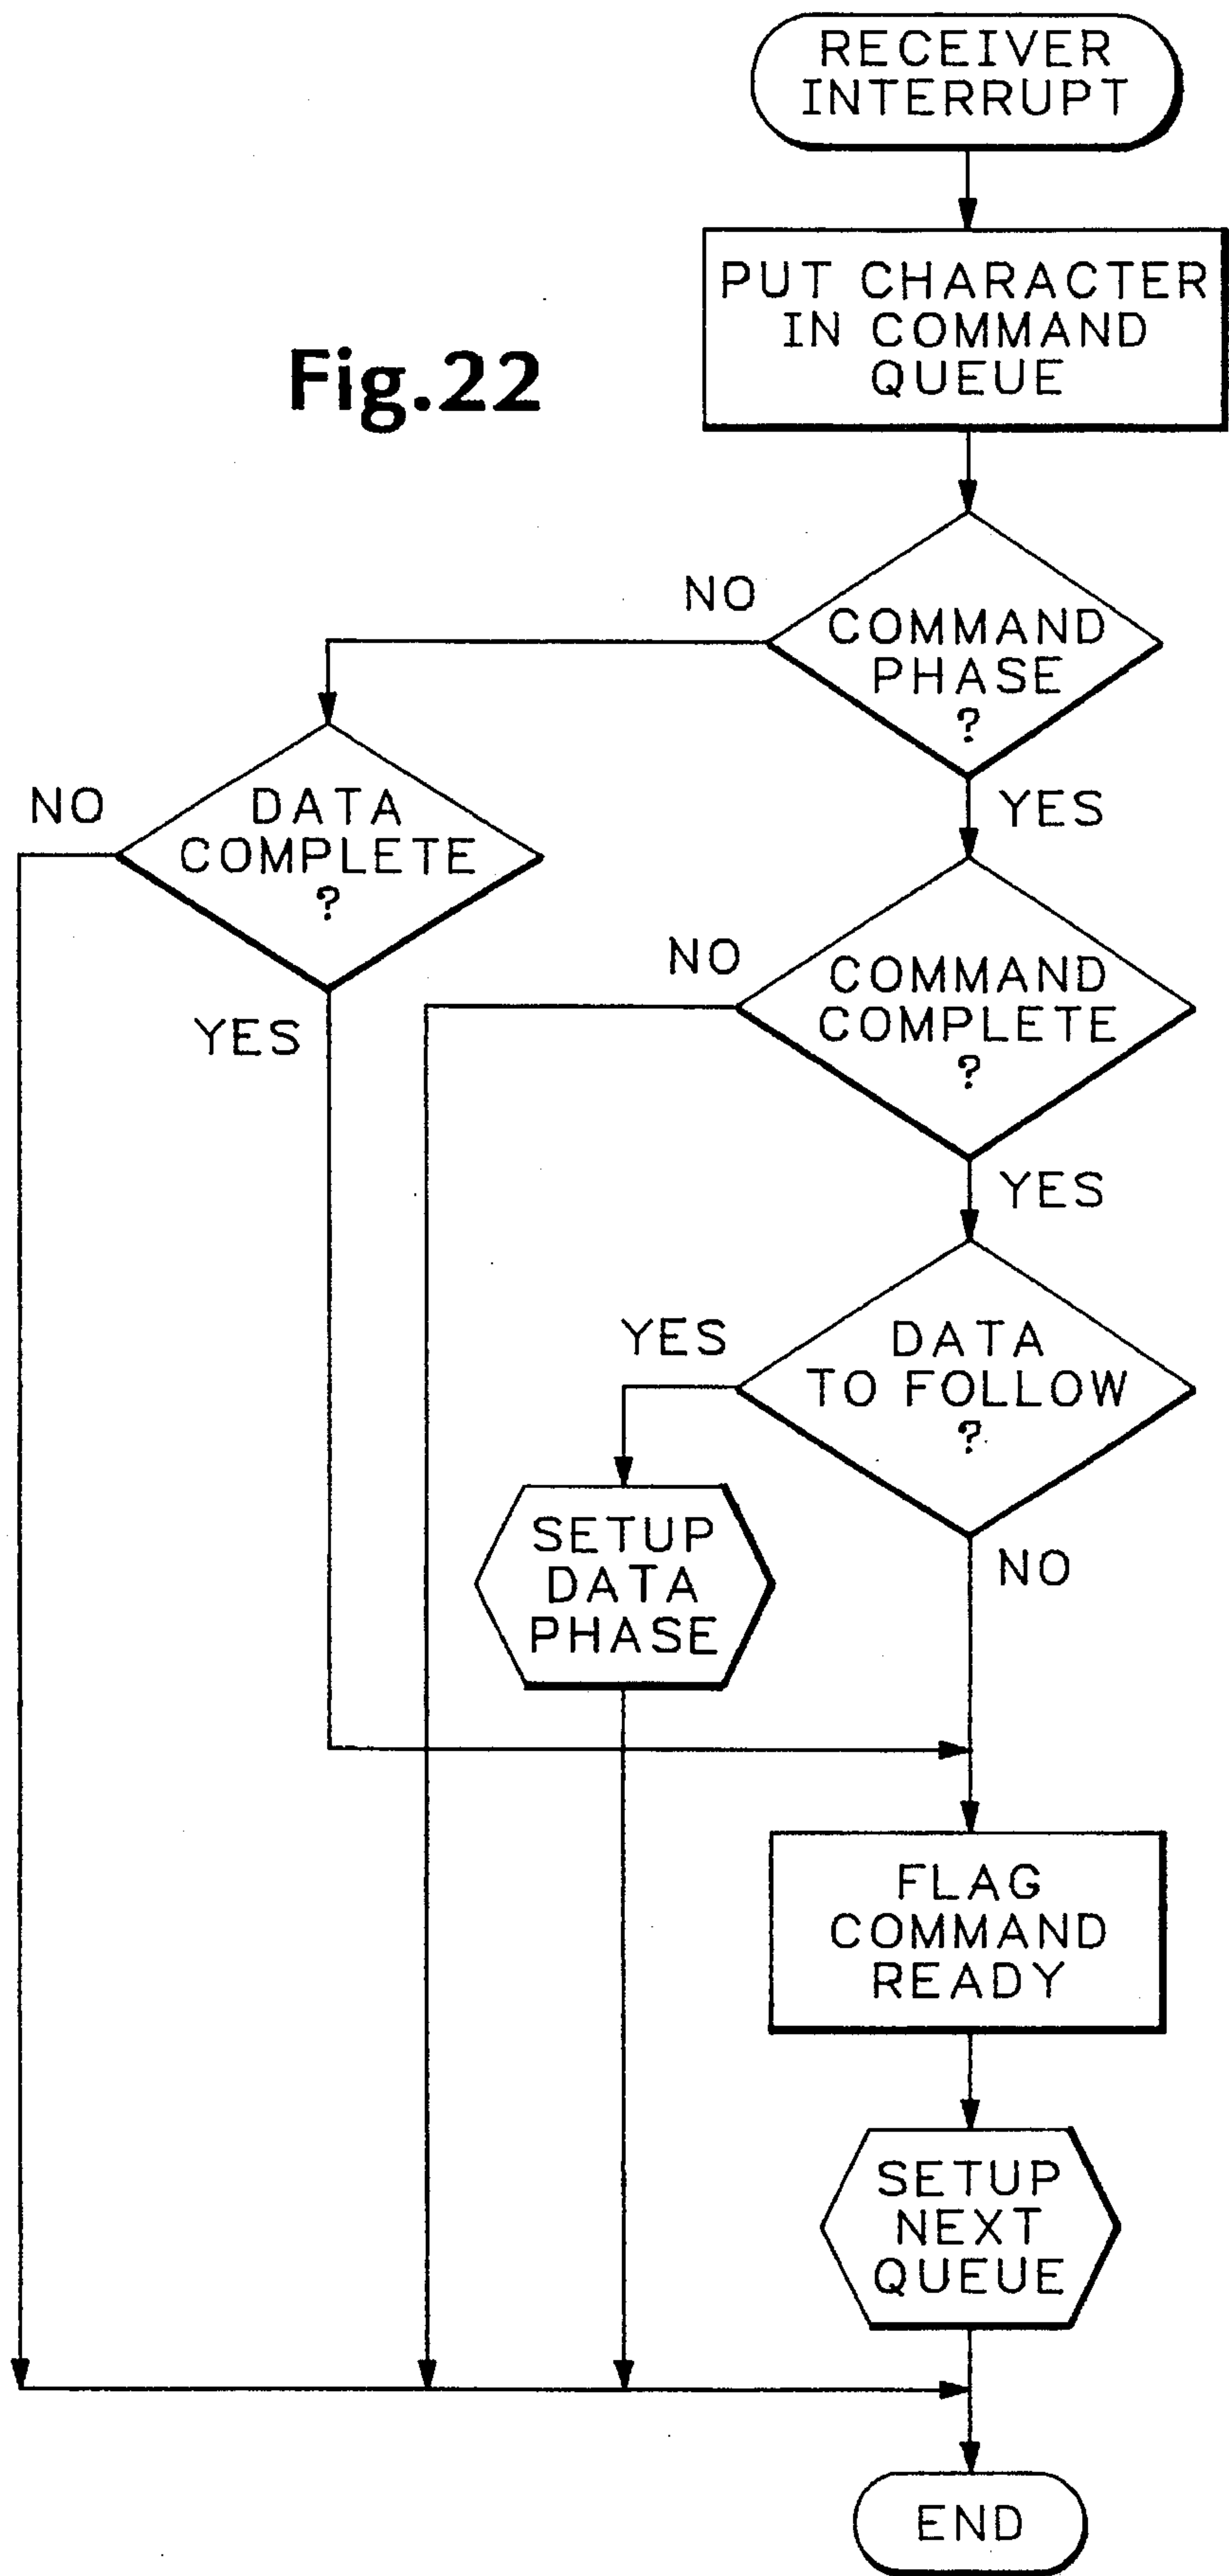 RECEIVER
INTERRUPT
PUT CHARACTER
IN COMMAND
QUEUE
Fig.22
NO
COMMAND
PHASE
?
YES
NO
DATA
COMPLETE
?
YES
NO
COMMAND
COMPLETE
?
YES
YES
DATA
TO FOLLOW
?
NO
SETUP
DATA
PHASE
FLAG
COMMAND
READY
SETUP
NEXT
QUEUE
END